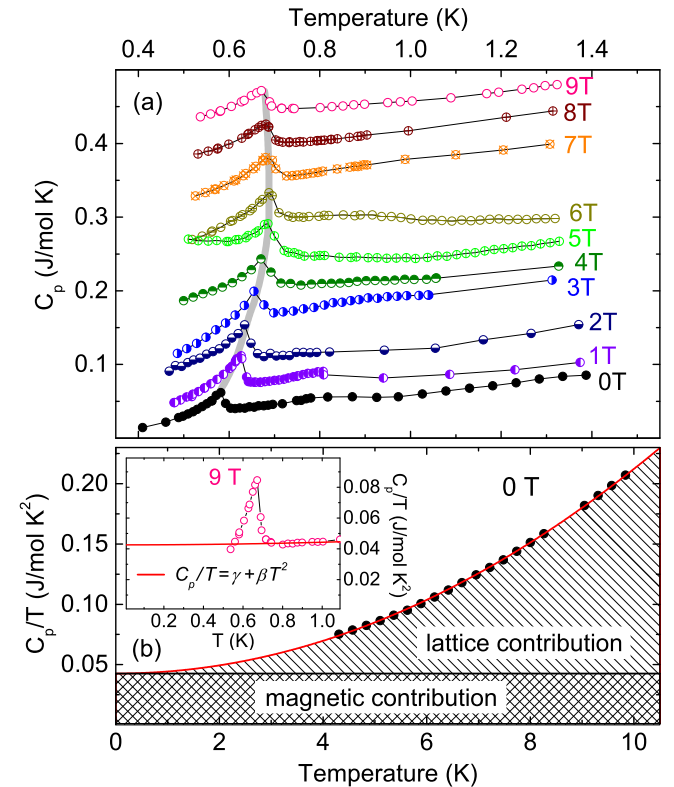 Temperature (K)
0.4 0.6 0.8 1.0 1.2 1.4
(a)
9T
8T
7T
6T
5T
4T
3T
2T
1T
0T
0.4
0.3
0.2
0.1
C_p (J/mol K)
9 T
0 T
0.08
0.06
0.04
0.02
C_p/T (J/mol K²)
C_p/T = γ + βT²
0.2 0.4 0.6 0.8 1.0
T (K)
(b)
0.20
0.15
0.10
0.05
C_p/T (J/mol K²)
lattice contribution
magnetic contribution
0 2 4 6 8 10
Temperature (K)